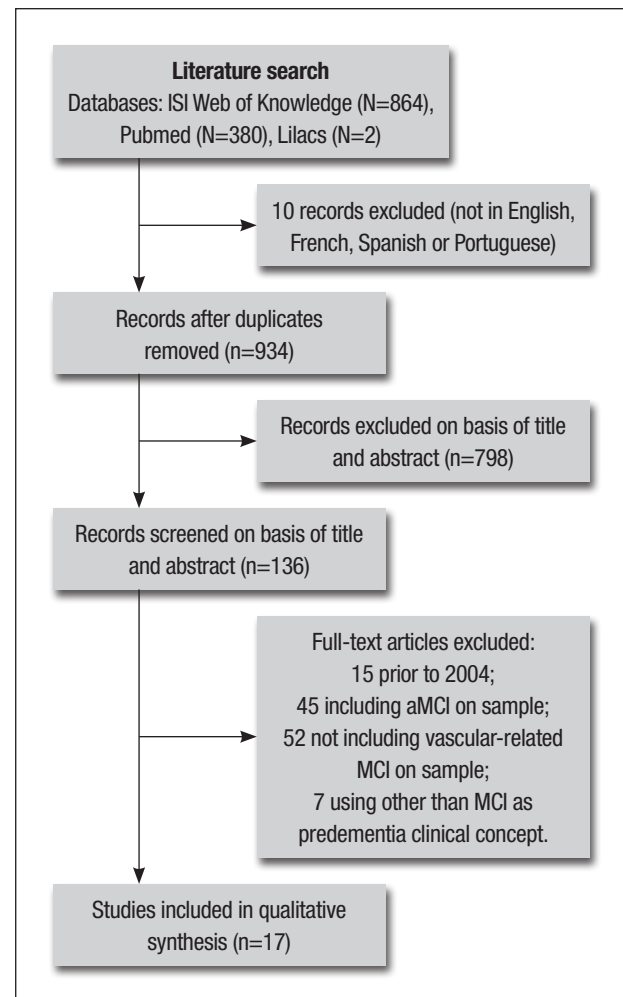 Literature search
Databases: ISI Web of Knowledge (N=864),
Pubmed (N=380), Lilacs (N=2)
10 records excluded (not in English,
French, Spanish or Portuguese)
Records after duplicates
removed (n=934)
Records excluded on basis of title
and abstract (n=798)
Records screened on basis of title
and abstract (n=136)
Full-text articles excluded:
15 prior to 2004;
45 including aMCI on sample;
52 not including vascular-related
MCI on sample;
7 using other than MCI as
predementia clinical concept.
Studies included in qualitative
synthesis (n=17)